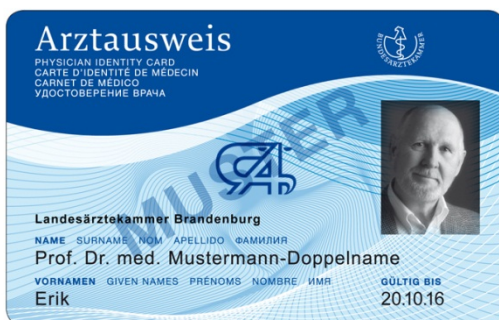 Arztausweis
PHYSICIAN IDENTITY CARD
CARTE D'IDENTITÉ DE MÉDECIN
CARNET DE MÉDICO
УДОСТОВЕРЕНИЕ ВРАЧА
BUNDESÄRZTEKAMMER
MUSTER
Landesärztekammer Brandenburg
NAME SURNAME NOM APELLIDO ФАМИЛИЯ
Prof. Dr. med. Mustermann-Doppelname
VORNAMEN GIVEN NAMES PRÉNOMS NOMBRE ИМЯ
Erik
GÜLTIG BIS
20.10.16